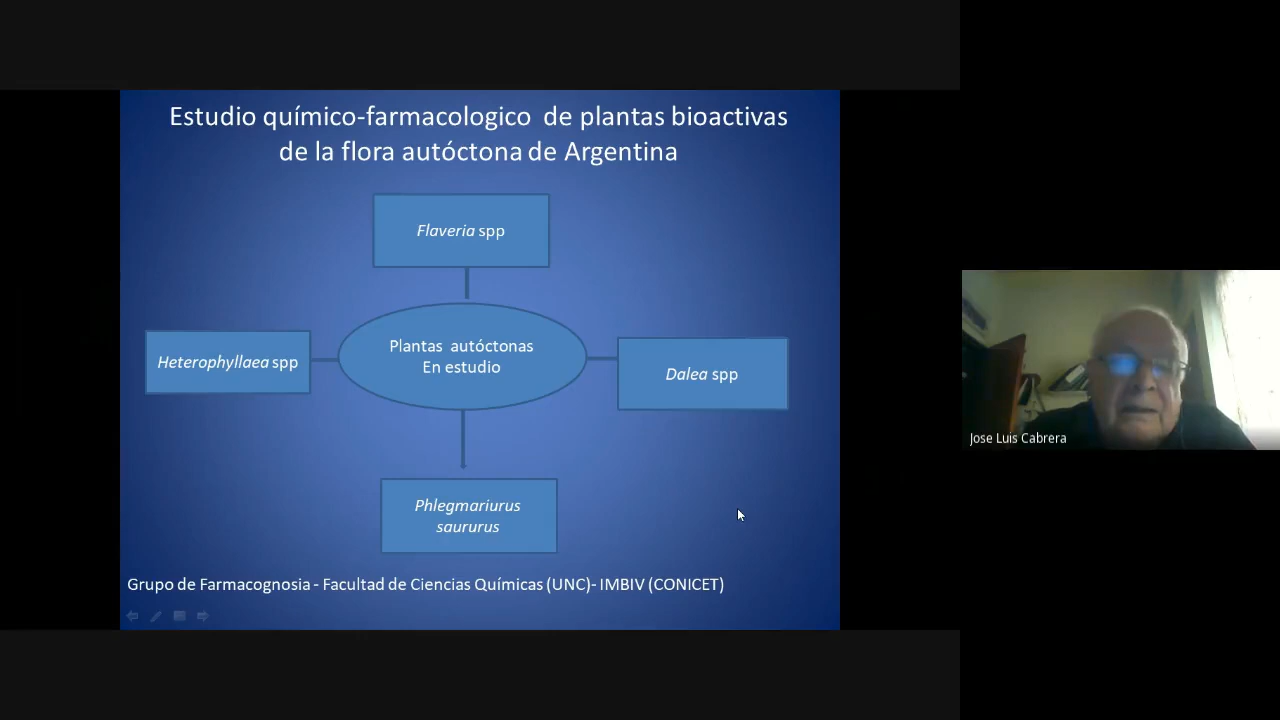 Estudio químico-farmacologico de plantas bioactivas
de la flora autóctona de Argentina
Flaveria spp
Heterophyllaea spp
Plantas autóctonas
En estudio
Dalea spp
Phlegmariurus
saururus
Grupo de Farmacognosia - Facultad de Ciencias Químicas (UNC)- IMBIV (CONICET)
Jose Luis Cabrera